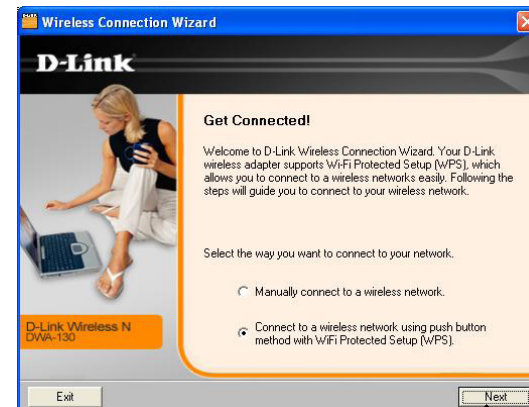 Wireless Connection Wizard
D-Link
Get Connected!
Welcome to D-Link Wireless Connection Wizard. Your D-Link
wireless adapter supports Wi-Fi Protected Setup (WPS), which
allows you to connect to a wireless networks easily. Following the
steps will guide you to connect to your wireless network.
Select the way you want to connect to your network.
Manually connect to a wireless network.
Connect to a wireless network using push button
method with WiFi Protected Setup (WPS).
D-Link Wireless N
DWA-130
Exit
Next